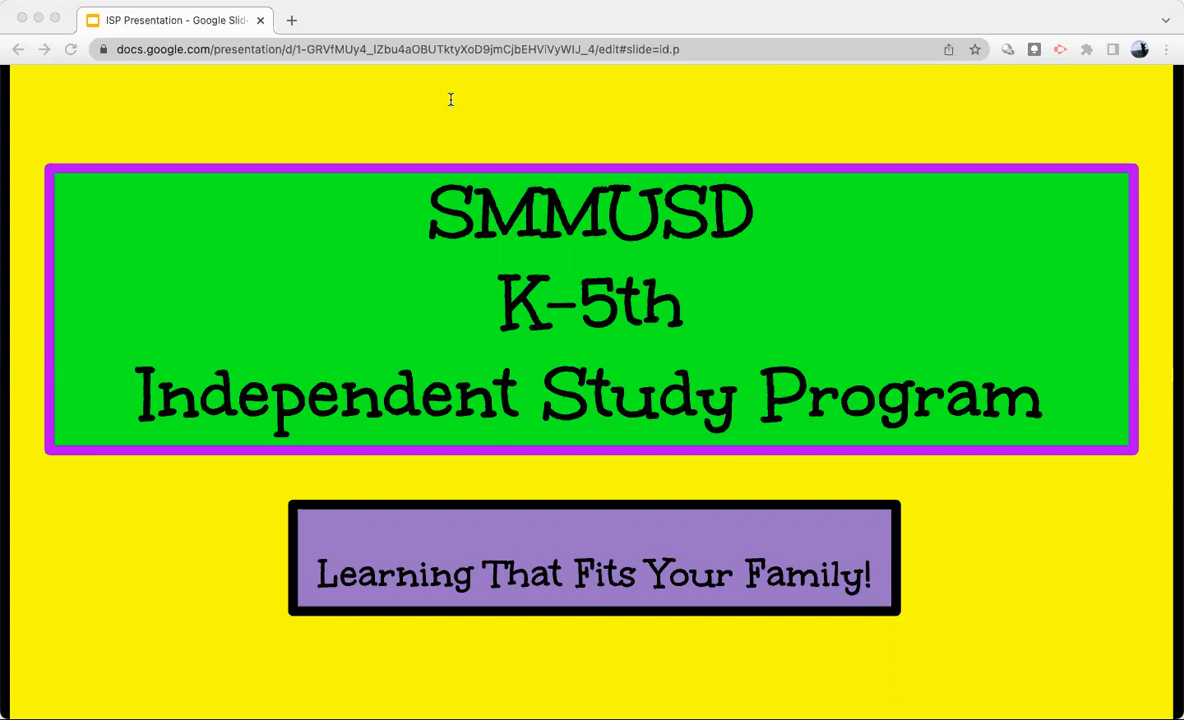 ISP Presentation - Google Slid
docs.google.com/presentation/d/1-GRVfMUy4_IZbu4aOBUTktyXoD9jmCjbEHViVyWIJ_4/edit#slide=id.p
SMMUSD
K-5th
Independent Study Program
Learning That Fits Your Family!